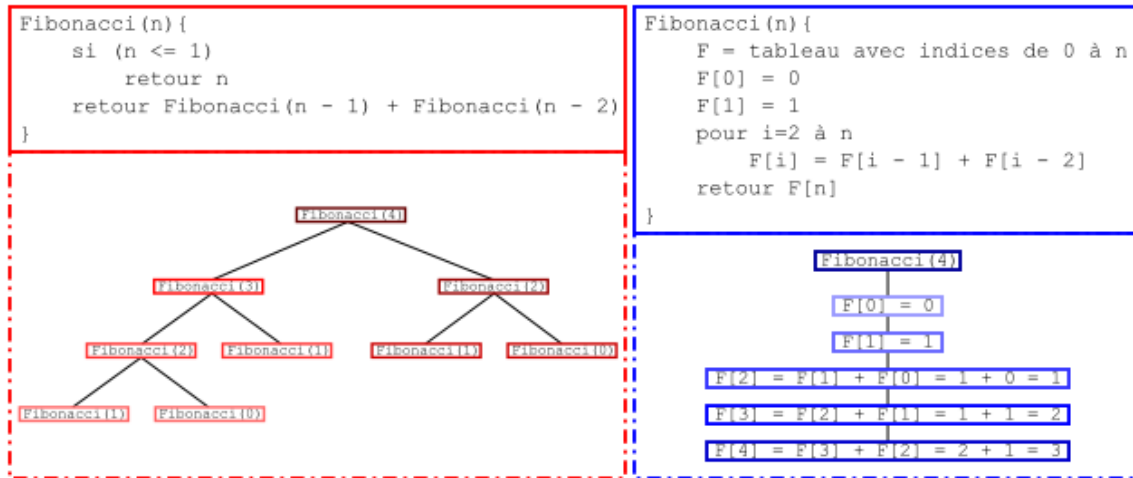 Fibonacci(n){
si (n <= 1)
retour n
retour Fibonacci(n - 1) + Fibonacci(n - 2)
}
Fibonacci(4)
Fibonacci(3)
Fibonacci(2)
Fibonacci(2)
Fibonacci(1)
Fibonacci(1)
Fibonacci(0)
Fibonacci(1)
Fibonacci(0)
Fibonacci(n){
F = tableau avec indices de 0 à n
F[0] = 0
F[1] = 1
pour i=2 à n
F[i] = F[i - 1] + F[i - 2]
retour F[n]
}
Fibonacci(4)
F[0] = 0
F[1] = 1
F[2] = F[1] + F[0] = 1 + 0 = 1
F[3] = F[2] + F[1] = 1 + 1 = 2
F[4] = F[3] + F[2] = 2 + 1 = 3